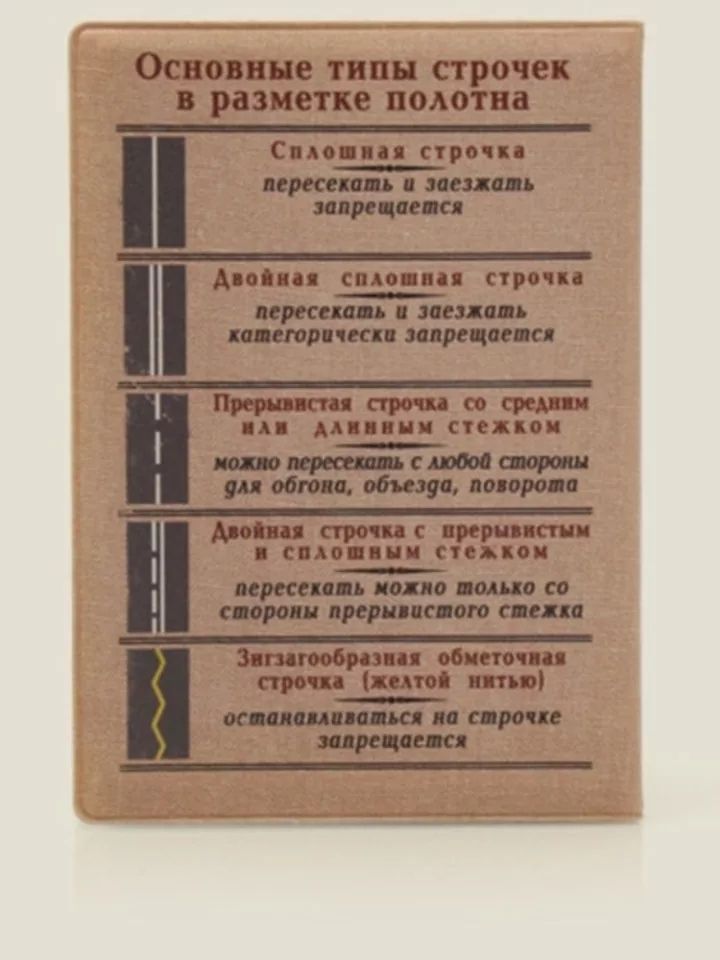 Основные типы строчек
в разметке полотна
Сплошная строчка
пересекать и заезжать
запрещается
Двойная сплошная строчка
пересекать и заезжать
категорически запрещается
Прерывистая строчка со средним
или длинным стежком
можно пересекать с любой стороны
для обгона, объезда, поворота
Двойная строчка с прерывистым
и сплошным стежком
пересекать можно только со
стороны прерывистого стежка
Зигзагообразная обметочная
строчка (желтой нитью)
останавливаться на строчке
запрещается